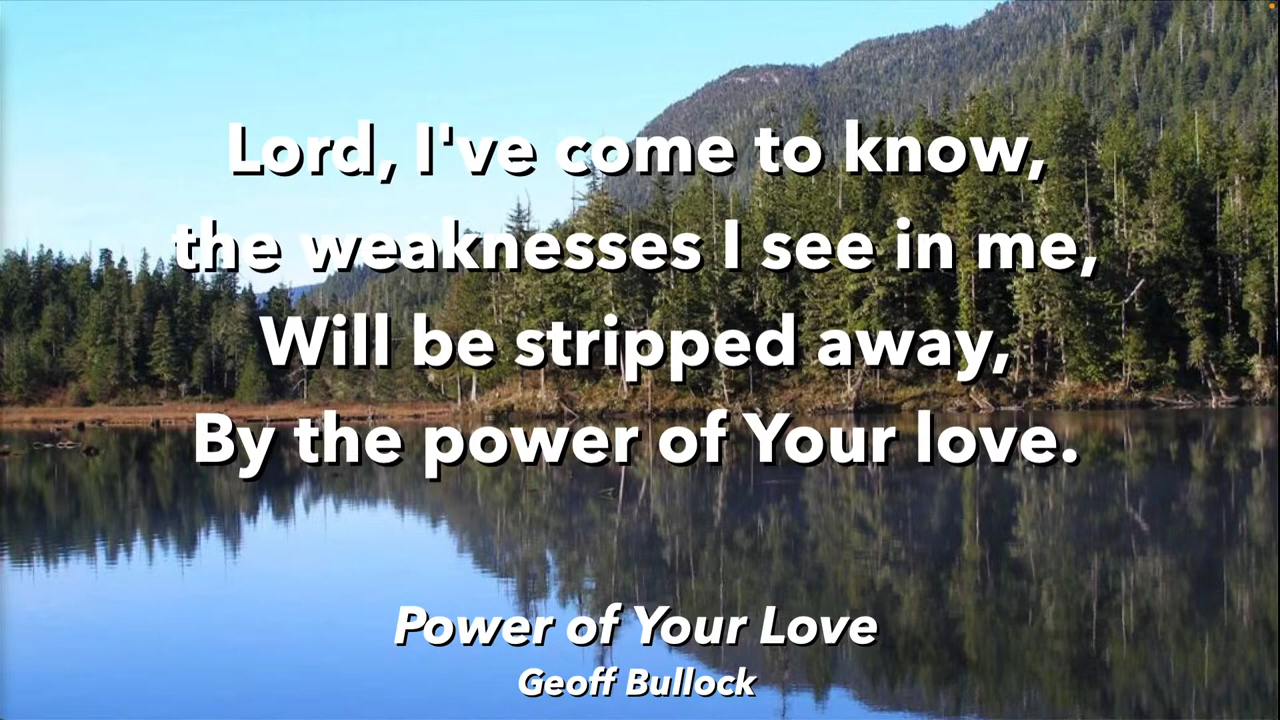 Lord, I've come to know,
the weaknesses I see in me,
Will be stripped away,
By the power of Your love.
Power of Your Love
Geoff Bullock